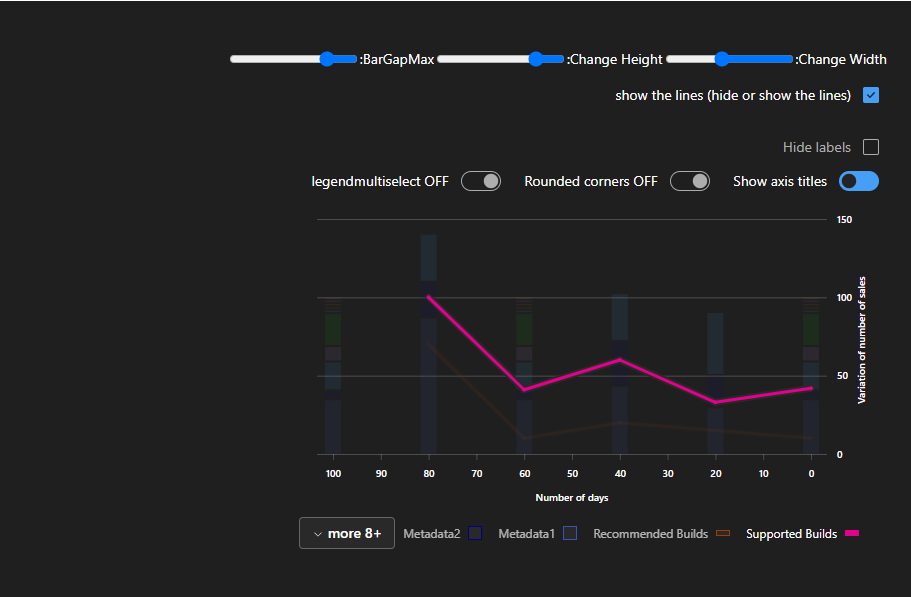 :BarGapMax :Change Height :Change Width
show the lines (hide or show the lines)
Hide labels
legendmultiselect OFF Rounded corners OFF Show axis titles
150
100
50
0
Variation of number of sales
100 90 80 70 60 50 40 30 20 10 0
Number of days
more 8+ Metadata2 Metadata1 Recommended Builds Supported Builds